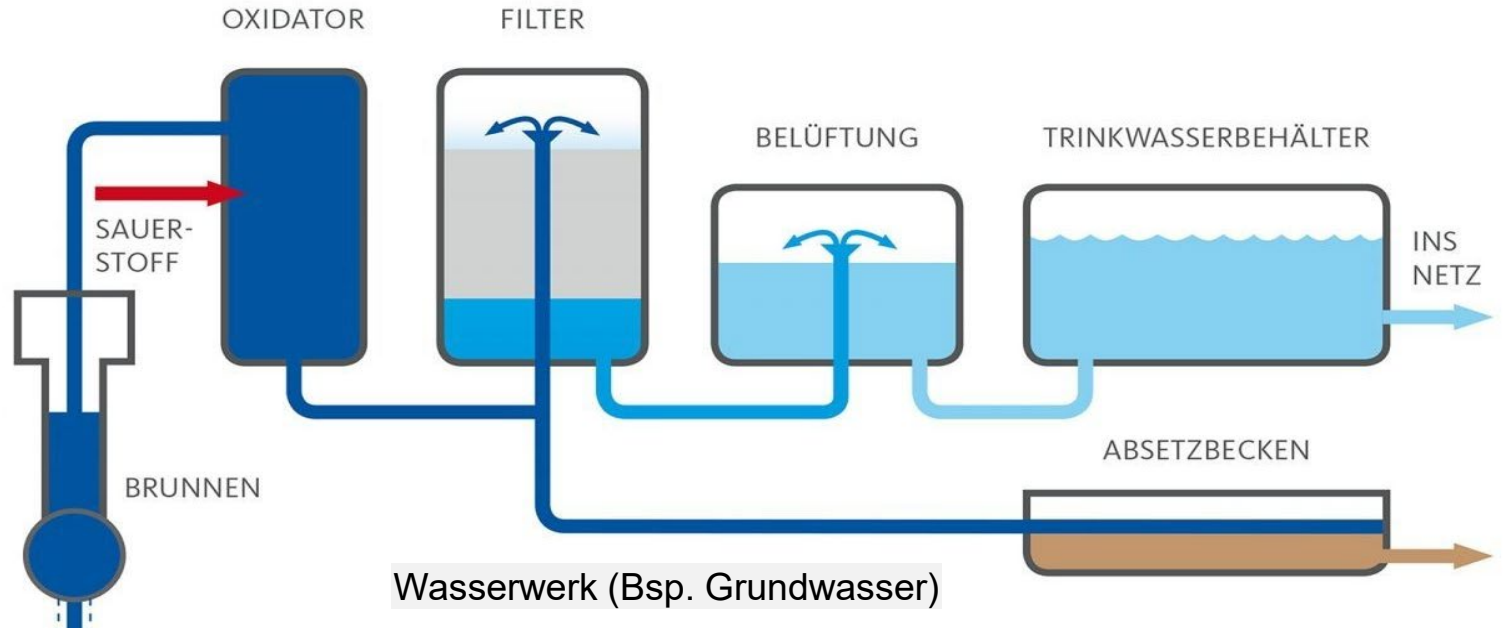 OXIDATOR
FILTER
BELÜFTUNG
TRINKWASSERBEHÄLTER
SAUER-
STOFF
INS
NETZ
BRUNNEN
ABSETZBECKEN
Wasserwerk (Bsp. Grundwasser)